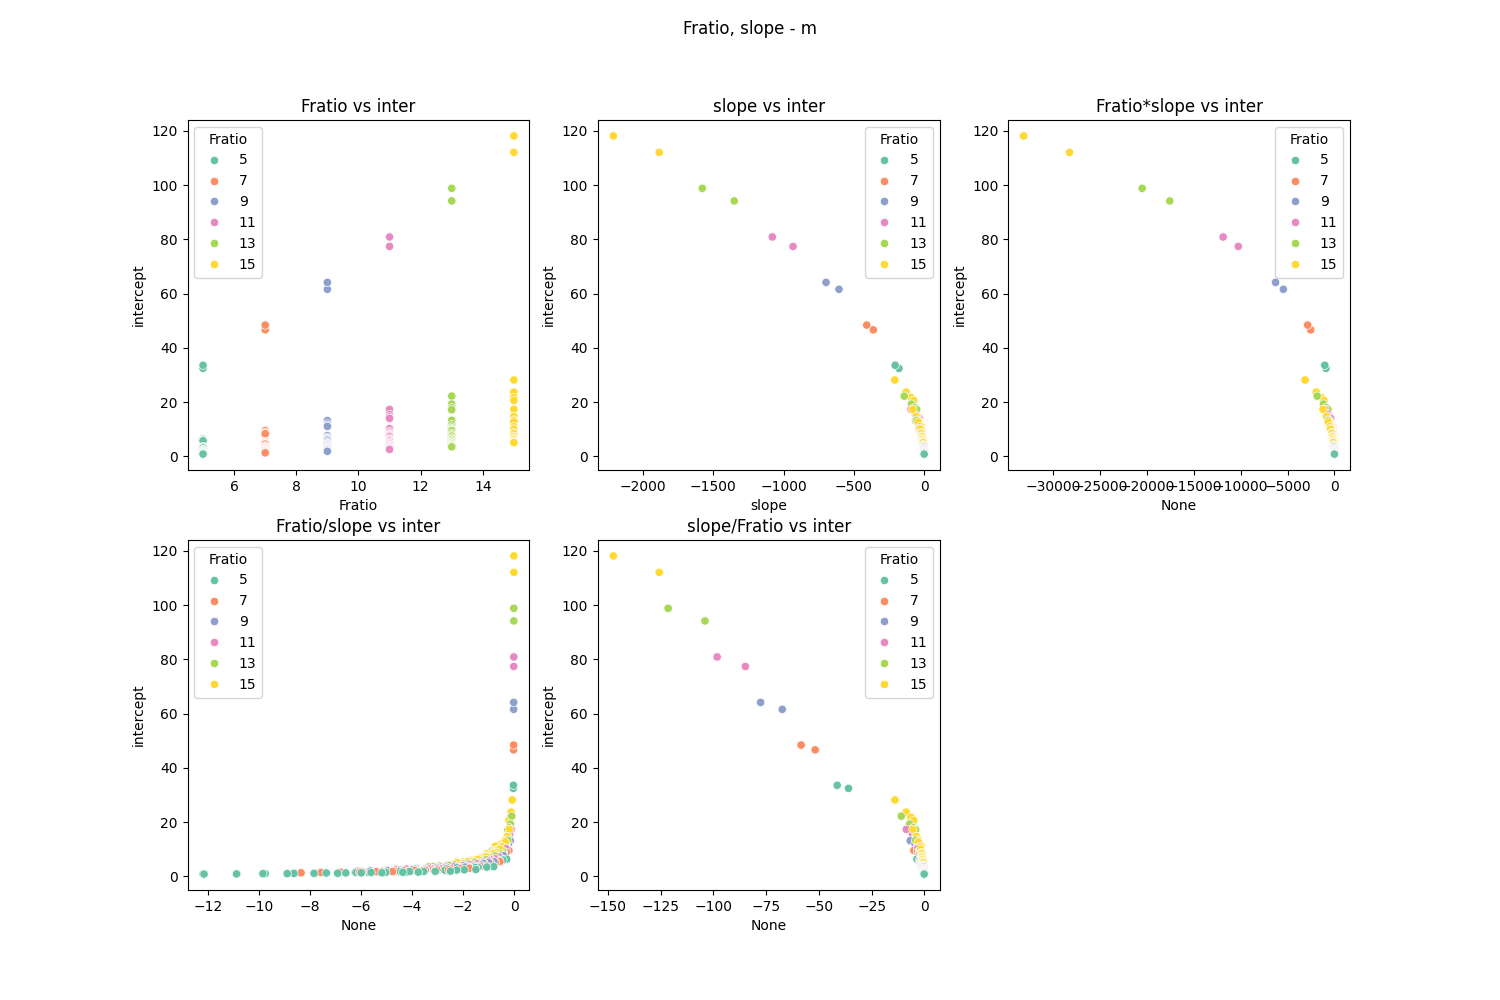 Fratio, slope - m
Fratio vs inter
slope vs inter
Fratio*slope vs inter
120
100
80
60
40
20
0
intercept
Fratio
5
7
9
11
13
15
6 8 10 12 14
Fratio
120
100
80
60
40
20
0
intercept
Fratio
5
7
9
11
13
15
−2000 −1500 −1000 −500 0
slope
120
100
80
60
40
20
0
intercept
Fratio
5
7
9
11
13
15
−30000 −25000 −20000 −15000 −10000 −5000 0
None
Fratio/slope vs inter
slope/Fratio vs inter
120
100
80
60
40
20
0
intercept
Fratio
5
7
9
11
13
15
−12 −10 −8 −6 −4 −2 0
None
120
100
80
60
40
20
0
intercept
Fratio
5
7
9
11
13
15
−150 −125 −100 −75 −50 −25 0
None